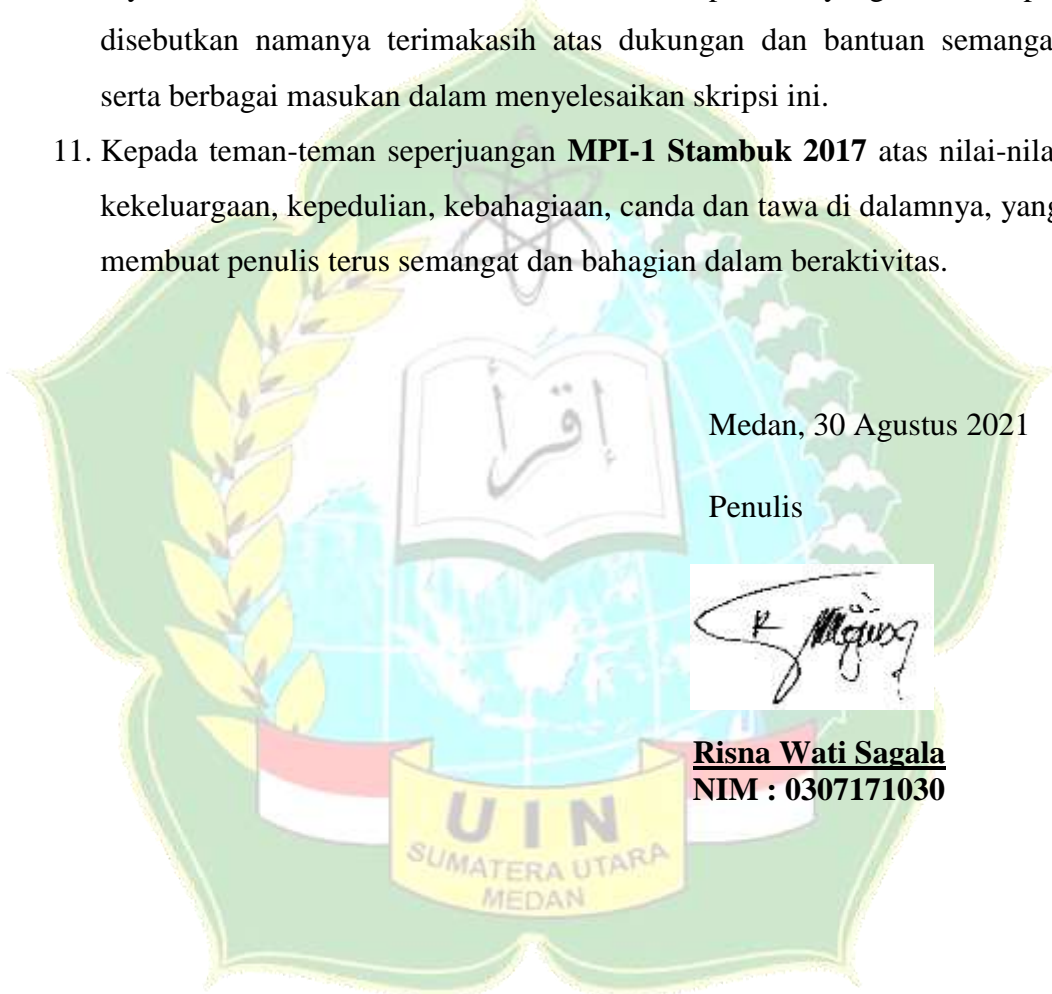 disebutkan namanya terimakasih atas dukungan dan bantuan semanga
serta berbagai masukan dalam menyelesaikan skripsi ini.
11. Kepada teman-teman seperjuangan MPI-1 Stambuk 2017 atas nilai-nila
kekeluargaan, kepedulian, kebahagiaan, canda dan tawa di dalamnya, yang
membuat penulis terus semangat dan bahagian dalam beraktivitas.
إقرأ
Medan, 30 Agustus 2021
Penulis
Risna Wati Sagala
NIM : 0307171030
UIN
SUMATERA UTARA
MEDAN